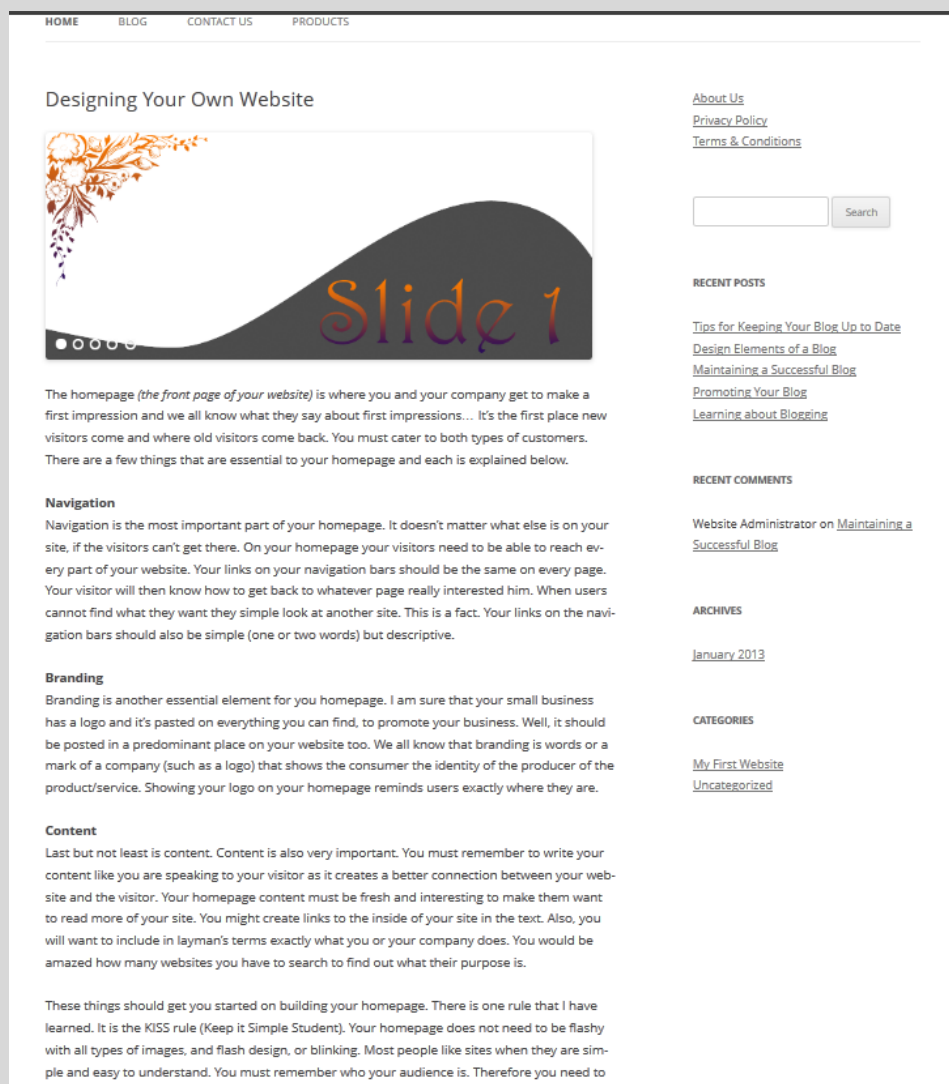 HOME BLOG CONTACT US PRODUCTS
Designing Your Own Website
Slide 1
The homepage (the front page of your website) is where you and your company get to make a
first impression and we all know what they say about first impressions… It's the first place new
visitors come and where old visitors come back. You must cater to both types of customers.
There are a few things that are essential to your homepage and each is explained below.
Navigation
Navigation is the most important part of your homepage. It doesn't matter what else is on your
site, if the visitors can't get there. On your homepage your visitors need to be able to reach ev-
ery part of your website. Your links on your navigation bars should be the same on every page.
Your visitor will then know how to get back to whatever page really interested him. When users
cannot find what they want they simple look at another site. This is a fact. Your links on the navi-
gation bars should also be simple (one or two words) but descriptive.
Branding
Branding is another essential element for you homepage. I am sure that your small business
has a logo and it's pasted on everything you can find, to promote your business. Well, it should
be posted in a predominant place on your website too. We all know that branding is words or a
mark of a company (such as a logo) that shows the consumer the identity of the producer of the
product/service. Showing your logo on your homepage reminds users exactly where they are.
Content
Last but not least is content. Content is also very important. You must remember to write your
content like you are speaking to your visitor as it creates a better connection between your web-
site and the visitor. Your homepage content must be fresh and interesting to make them want
to read more of your site. You might create links to the inside of your site in the text. Also, you
will want to include in layman's terms exactly what you or your company does. You would be
amazed how many websites you have to search to find out what their purpose is.
These things should get you started on building your homepage. There is one rule that I have
learned. It is the KISS rule (Keep it Simple Student). Your homepage does not need to be flashy
with all types of images, and flash design, or blinking. Most people like sites when they are sim-
ple and easy to understand. You must remember who your audience is. Therefore you need to
About Us
Privacy Policy
Terms & Conditions
Search
RECENT POSTS
Tips for Keeping Your Blog Up to Date
Design Elements of a Blog
Maintaining a Successful Blog
Promoting Your Blog
Learning about Blogging
RECENT COMMENTS
Website Administrator on Maintaining a
Successful Blog
ARCHIVES
January 2013
CATEGORIES
My First Website
Uncategorized